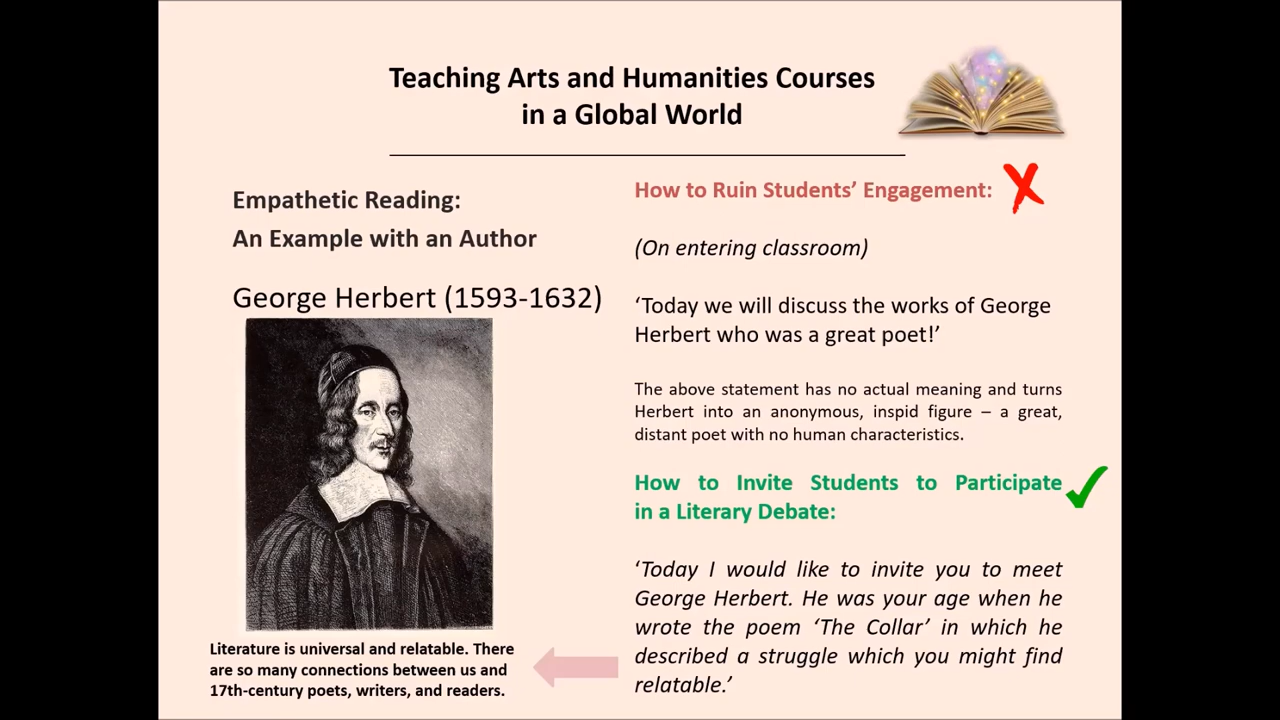 Teaching Arts and Humanities Courses
in a Global World
Empathetic Reading:
An Example with an Author
George Herbert (1593-1632)
Literature is universal and relatable. There
are so many connections between us and
17th-century poets, writers, and readers.
How to Ruin Students’ Engagement:
(On entering classroom)
‘Today we will discuss the works of George
Herbert who was a great poet!’
The above statement has no actual meaning and turns
Herbert into an anonymous, inspid figure – a great,
distant poet with no human characteristics.
How to Invite Students to Participate
in a Literary Debate:
‘Today I would like to invite you to meet
George Herbert. He was your age when he
wrote the poem ‘The Collar’ in which he
described a struggle which you might find
relatable.’